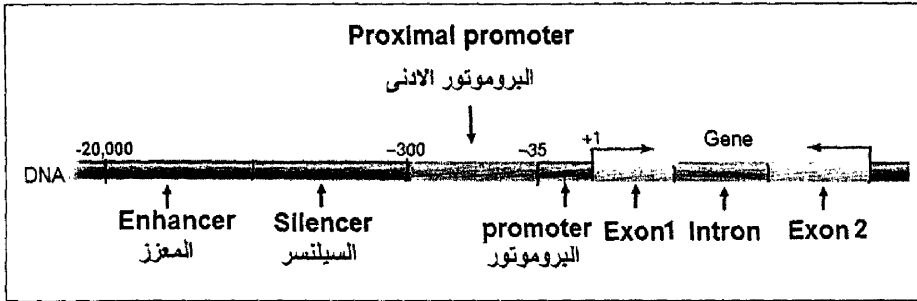 Proximal promoter
البروموتور الادنى
-20,000 -300 -35 +1 Gene
DNA
Enhancer Silencer promoter Exon1 Intron Exon 2
المعزز السيلنسر البروموتور